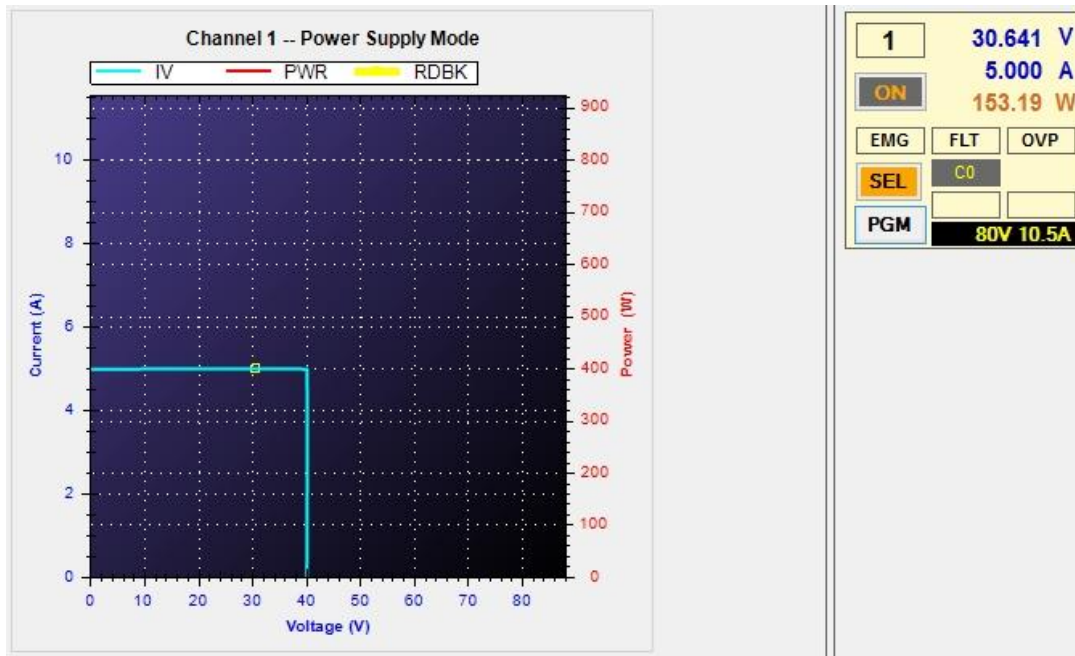 Channel 1 -- Power Supply Mode
IV PWR RDBK
Current (A)
10
8
6
4
2
0
900
800
700
600
500
400
300
200
100
0
Power (W)
0 10 20 30 40 50 60 70 80
Voltage (V)
1 30.641 V
5.000 A
ON 153.19 W
EMG FLT OVP
SEL C0
PGM 80V 10.5A